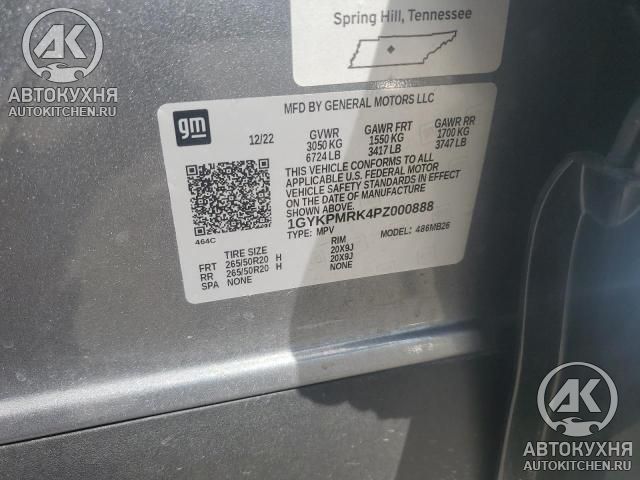 Spring Hill, Tennessee
АК
АВТОКУХНЯ
AUTOKITCHEN.RU
gm
MFD BY GENERAL MOTORS LLC
12/22
GVWR GAWR FRT GAWR RR
3050 KG 1550 KG 1700 KG
6724 LB 3417 LB 3747 LB
THIS VEHICLE CONFORMS TO ALL
APPLICABLE U.S. FEDERAL MOTOR
VEHICLE SAFETY STANDARDS IN EFFECT
ON THE DATE OF MANUFACTURE
SHOWN ABOVE.
1GYKPMRK4PZ000888
TYPE: MPV MODEL: 486MB26
464C
TIRE SIZE RIM
FRT 265/50R20 H 20X9J
RR 265/50R20 H 20X9J
SPA NONE NONE
АК
АВТОКУХНЯ
AUTOKITCHEN.RU